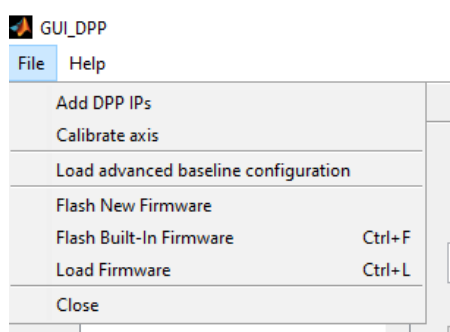 GUI_DPP
File Help
Add DPP IPs
Calibrate axis
Load advanced baseline configuration
Flash New Firmware
Flash Built-In Firmware Ctrl+F
Load Firmware Ctrl+L
Close